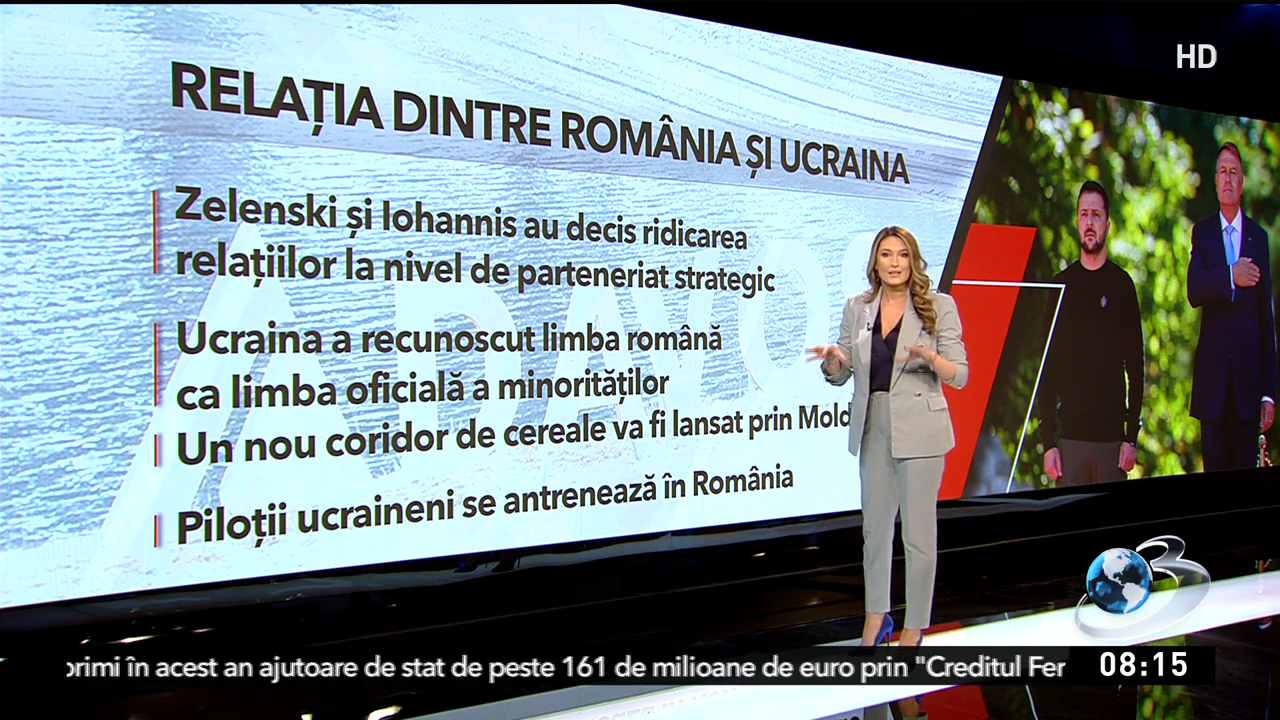 HD
RELAȚIA DINTRE ROMÂNIA ȘI UCRAINA
Zelenski și Iohannis au decis ridicarea
relațiilor la nivel de parteneriat strategic
Ucraina a recunoscut limba română
ca limba oficială a minorităților
Un nou coridor de cereale va fi lansat prin Mold
Piloții ucraineni se antrenează în România
DAVOS
3
primi în acest an ajutoare de stat de peste 161 de milioane de euro prin "Creditul Fer
08:15